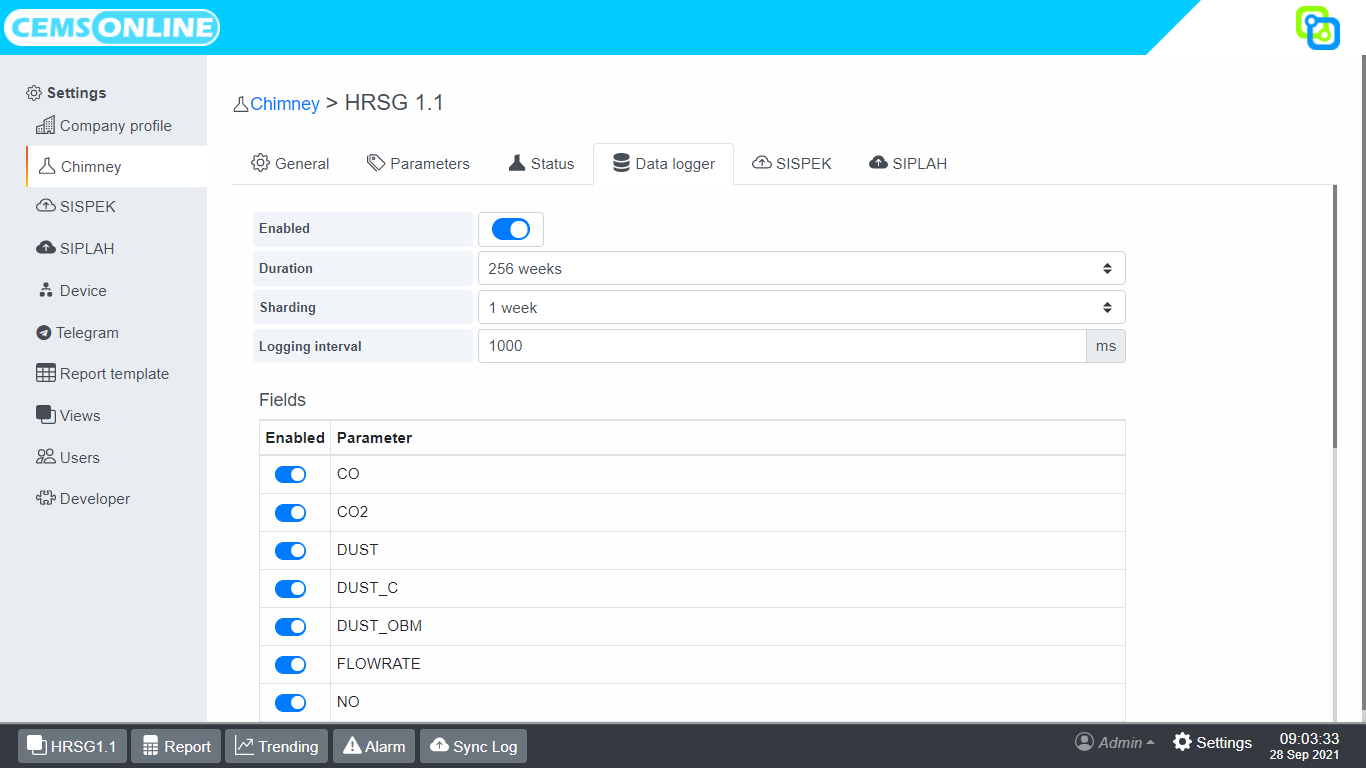 CEMSONLINE
Settings
Company profile
Chimney
SISPEK
SIPLAH
Device
Telegram
Report template
Views
Users
Developer
Chimney > HRSG 1.1
General Parameters Status Data logger SISPEK SIPLAH
Enabled
Duration 256 weeks
Sharding 1 week
Logging interval 1000 ms
Fields
Enabled Parameter
CO
CO2
DUST
DUST_C
DUST_OBM
FLOWRATE
NO
HRSG1.1 Report Trending Alarm Sync Log Admin Settings 09:03:33
28 Sep 2021